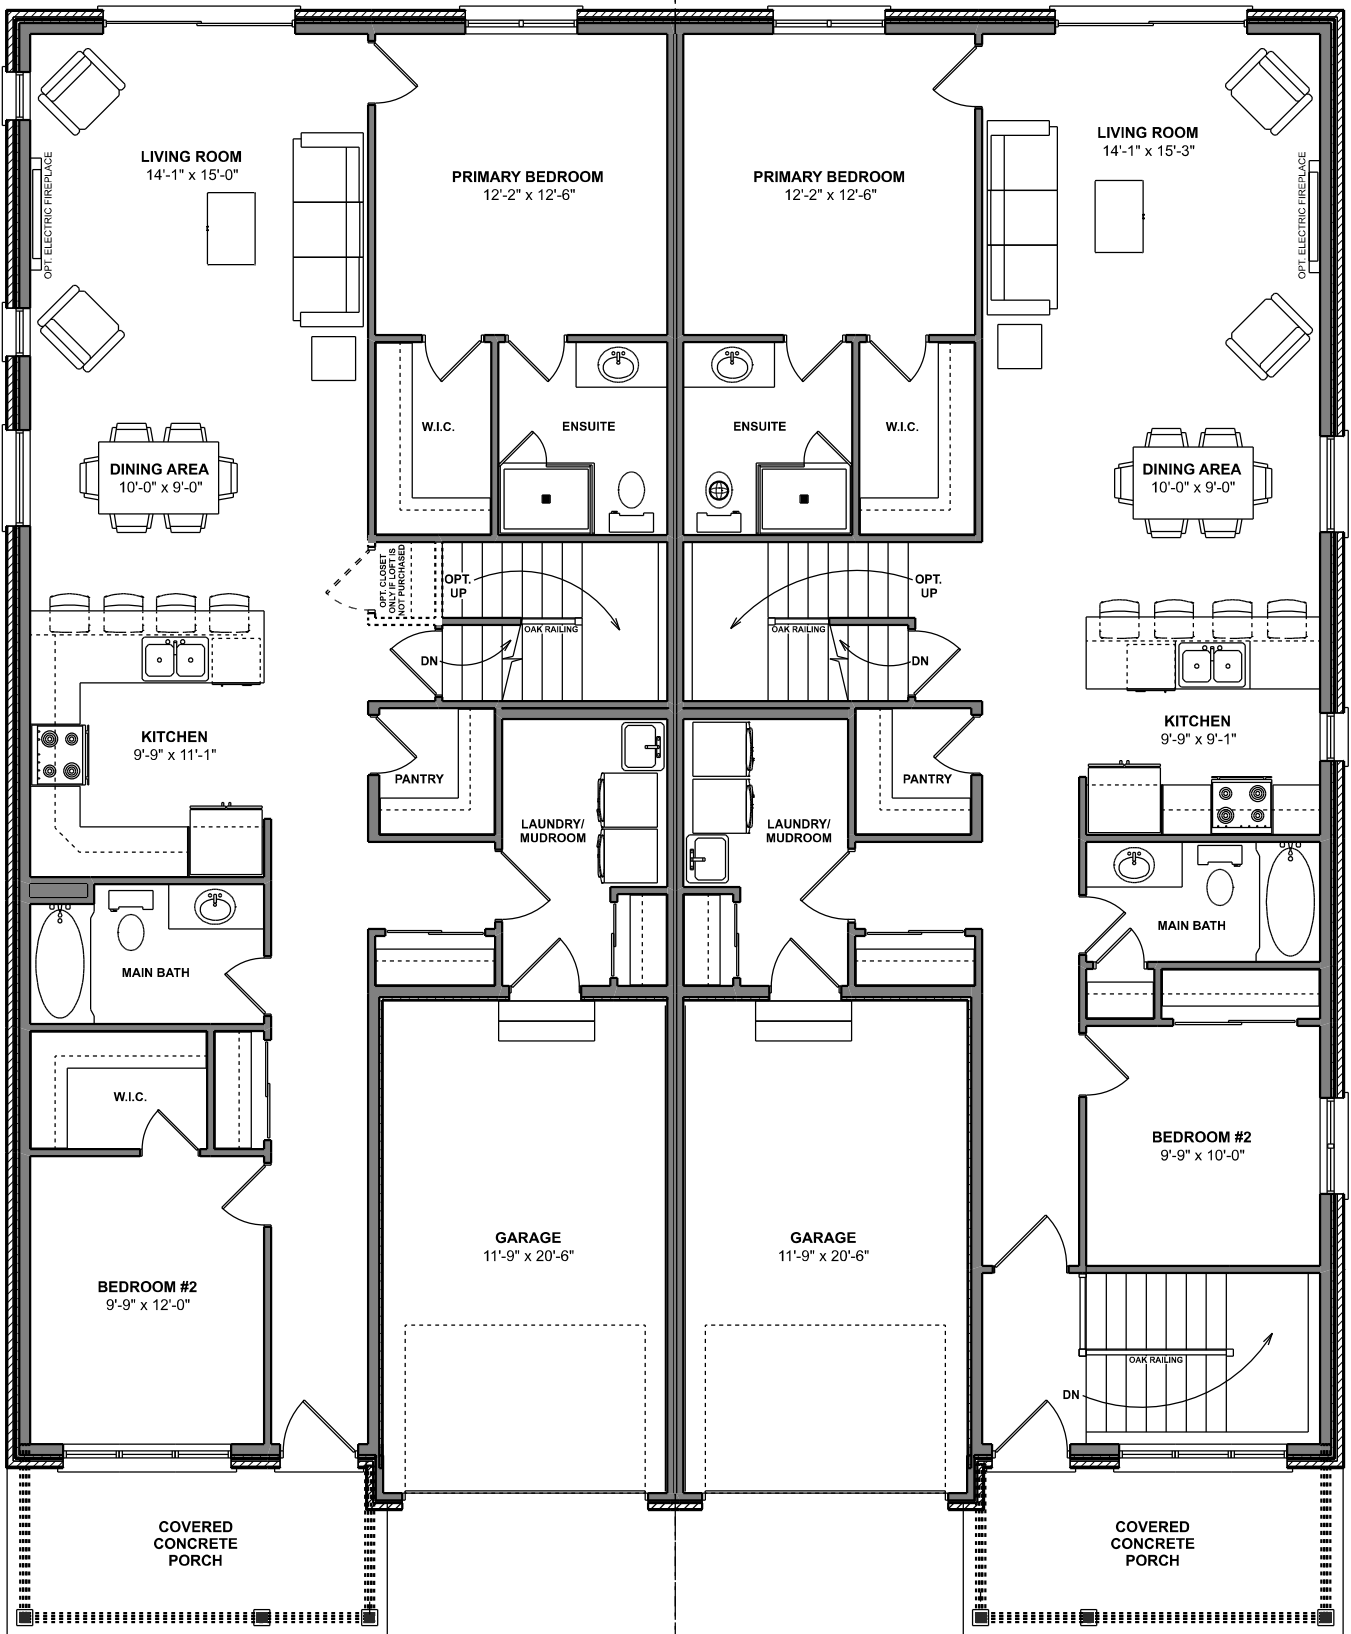 LIVING ROOM
14'-1" x 15'-0"
OPT. ELECTRIC FIREPLACE
PRIMARY BEDROOM
12'-2" x 12'-6"
PRIMARY BEDROOM
12'-2" x 12'-6"
LIVING ROOM
14'-1" x 15'-3"
OPT. ELECTRIC FIREPLACE
W.I.C.
ENSUITE
ENSUITE
W.I.C.
DINING AREA
10'-0" x 9'-0"
DINING AREA
10'-0" x 9'-0"
OPT. CLOSET
ONLY IF LOFT IS
NOT PURCHASED
OPT.
UP
OPT.
UP
OAK RAILING
OAK RAILING
DN
DN
KITCHEN
9'-9" x 11'-1"
KITCHEN
9'-9" x 9'-1"
PANTRY
PANTRY
LAUNDRY/
MUDROOM
LAUNDRY/
MUDROOM
MAIN BATH
MAIN BATH
W.I.C.
BEDROOM #2
9'-9" x 10'-0"
GARAGE
11'-9" x 20'-6"
GARAGE
11'-9" x 20'-6"
BEDROOM #2
9'-9" x 12'-0"
OAK RAILING
DN
COVERED
CONCRETE
PORCH
COVERED
CONCRETE
PORCH